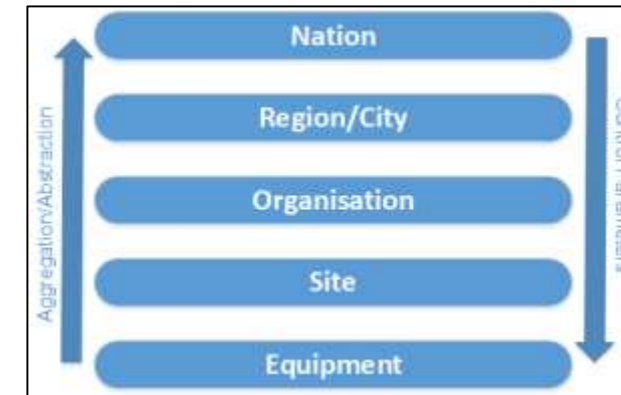 Nation
Region/City
Organisation
Site
Equipment
Aggregation/Abstraction